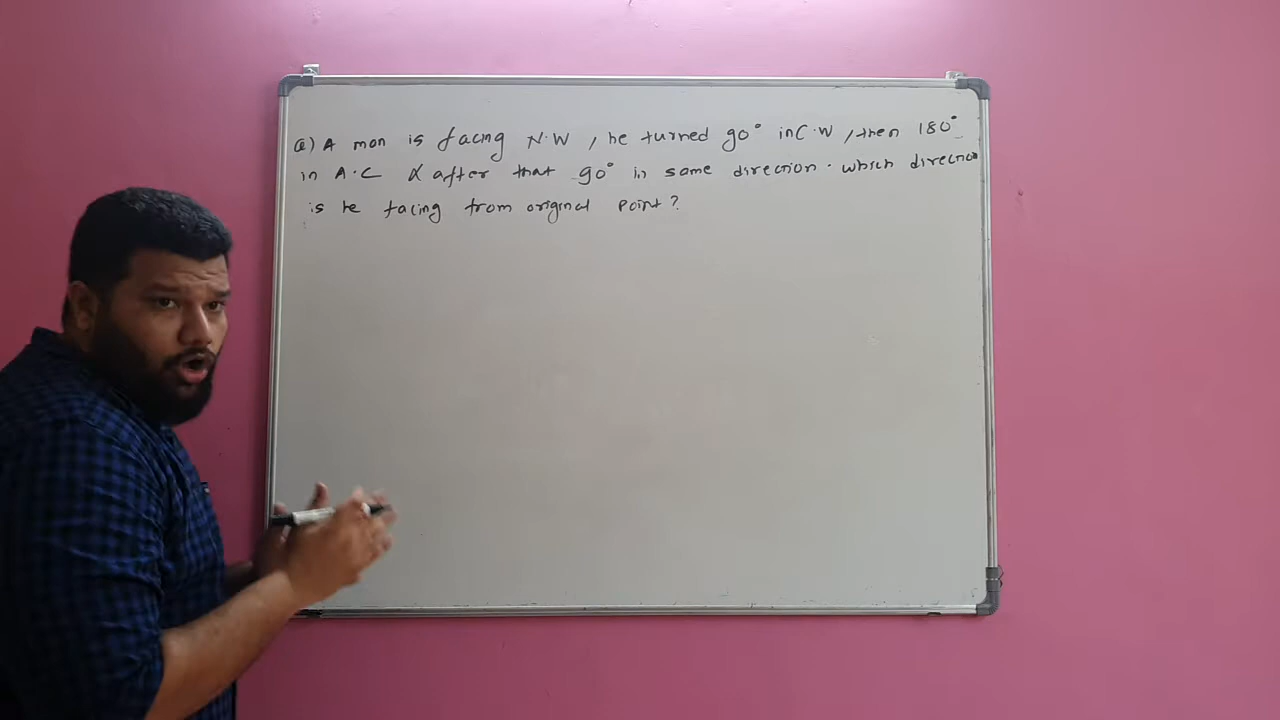 Q) A man is facing N.W, he turned 90° in C.W, then 180°
in A.C & after that 90° in same direction. which direction
is he facing from original point?